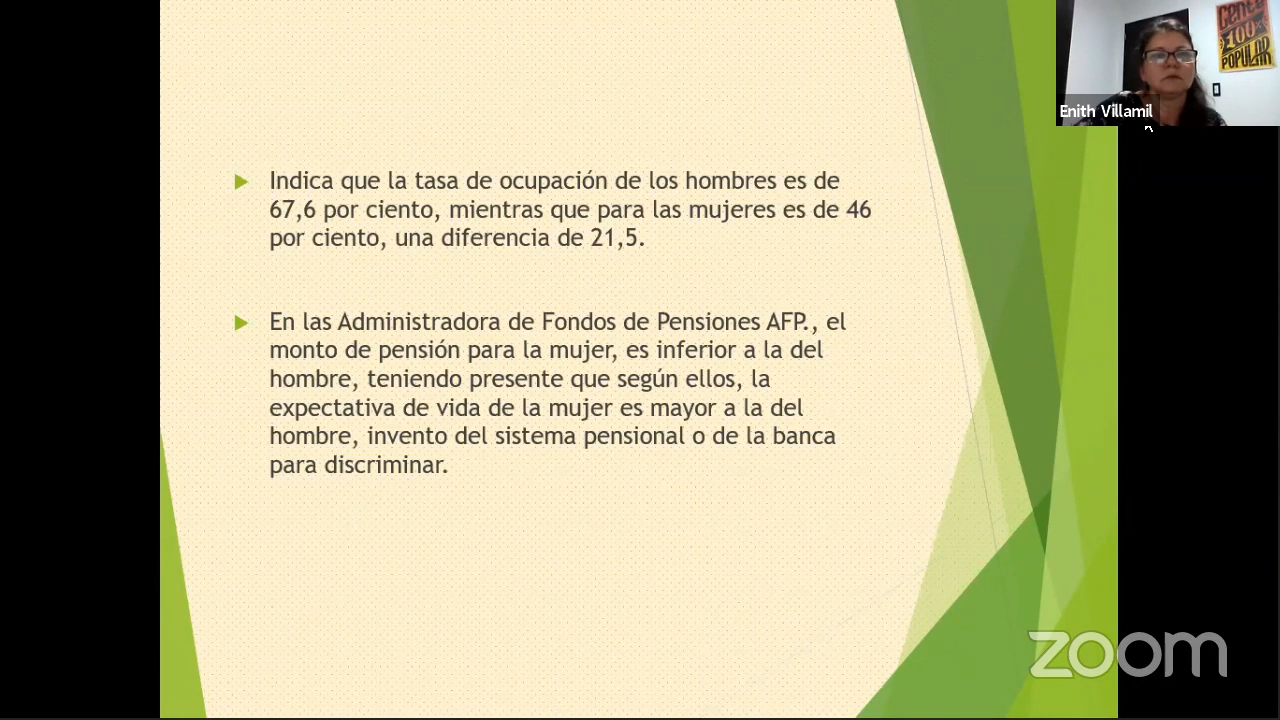 Gente
100%
POPULAR
Enith Villamil
Indica que la tasa de ocupación de los hombres es de
67,6 por ciento, mientras que para las mujeres es de 46
por ciento, una diferencia de 21,5.
En las Administradora de Fondos de Pensiones AFP., el
monto de pensión para la mujer, es inferior a la del
hombre, teniendo presente que según ellos, la
expectativa de vida de la mujer es mayor a la del
hombre, invento del sistema pensional o de la banca
para discriminar.
zoom